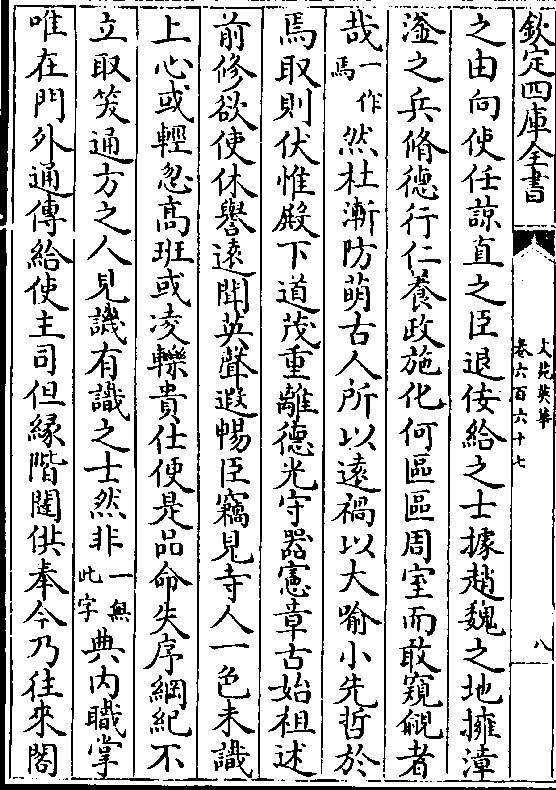 欽定四庫全書
文苑英華
卷六百六十七
八
之由向使任諒直之臣退佞給之士據趙魏之地擁漳
滏之兵脩德行仁養政施化何區區周室而敢窺覦者
哉一作焉然杜漸防萌古人所以遠禍以大喻小先哲於
焉取則伏惟殿下道茂重離德光守器憲章古始祖述
前修欲使休譽遠聞英聲遐暢臣竊見寺人一色未識
上心或輕忽髙班或凌轢貴仕便是品命失序綱紀不
立取笑通方之人見譏有識之士然非一無此字典内職掌
唯在門外通傳給使主司但緣階闥供奉今乃往來閤